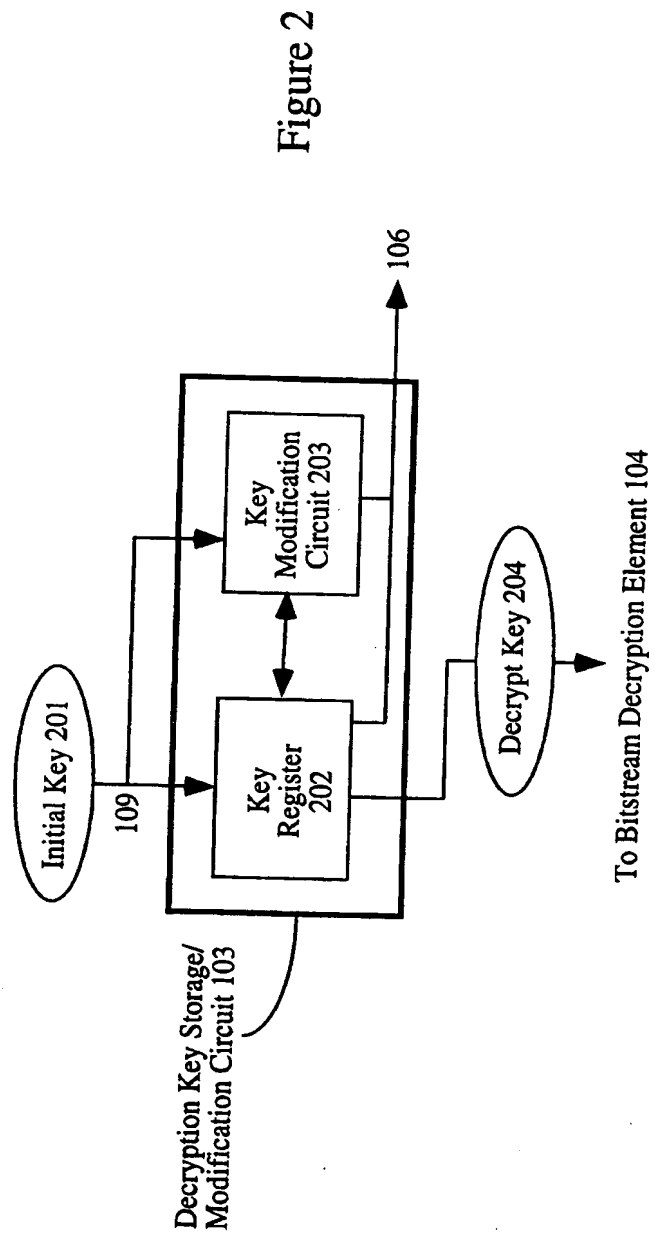 Initial Key 201
109
Decryption Key Storage/
Modification Circuit 103
Key
Register
202
Key
Modification
Circuit 203
106
Decrypt Key 204
To Bitstream Decryption Element 104
Figure 2